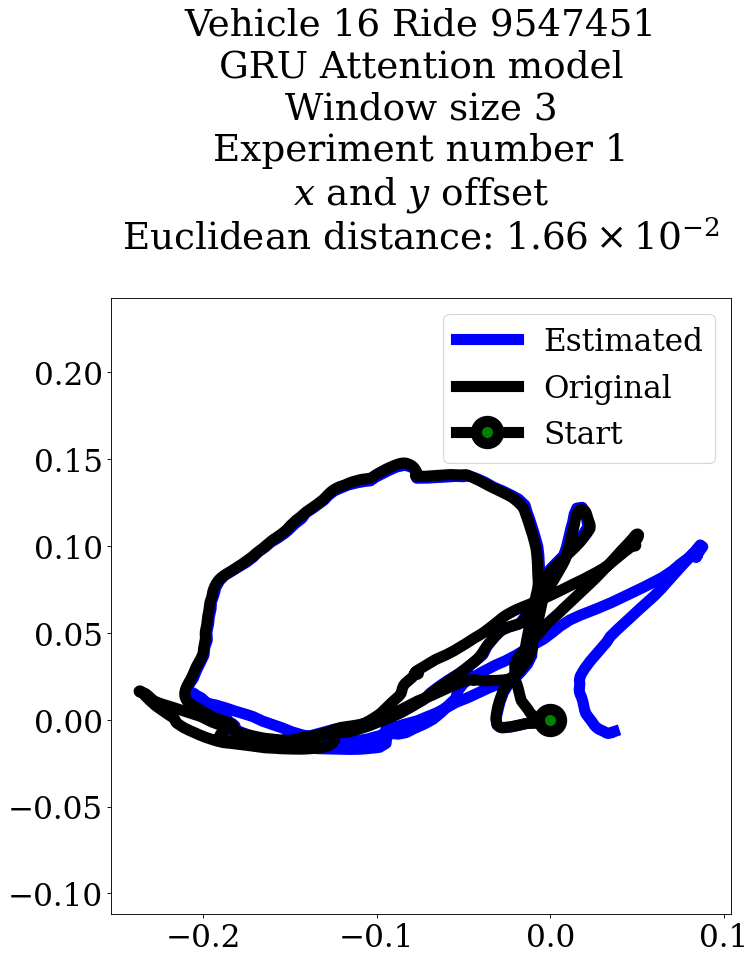 Vehicle 16 Ride 9547451
GRU Attention model
Window size 3
Experiment number 1
x and y offset
Euclidean distance: 1.66 × 10⁻²
Estimated
Original
Start
0.20
0.15
0.10
0.05
0.00
−0.05
−0.10
−0.2 −0.1 0.0 0.1